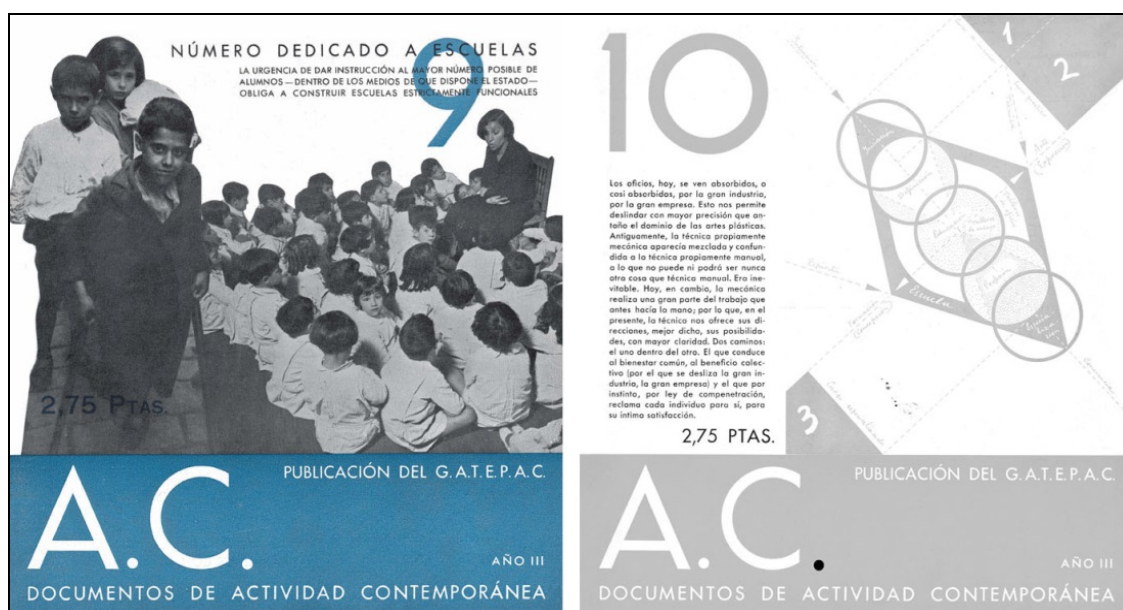 NÚMERO DEDICADO A ESCUELAS
LA URGENCIA DE DAR INSTRUCCIÓN AL MAYOR NÚMERO POSIBLE DE
ALUMNOS — DENTRO DE LOS MEDIOS DE QUE DISPONE EL ESTADO —
OBLIGA A CONSTRUIR ESCUELAS ESTRICTAMENTE FUNCIONALES
9
2,75 PTAS.
A.C.
PUBLICACIÓN DEL G.A.T.E.P.A.C.
AÑO III
DOCUMENTOS DE ACTIVIDAD CONTEMPORÁNEA
10
Los oficios, hoy, se ven absorbidos, o
casi absorbidos, por la gran industria,
por la gran empresa. Esto nos permite
deslindar con mayor precisión que an-
taño el dominio de las artes plásticas.
Antiguamente, la técnica propiamente
mecánica aparecía mezclada y confun-
dida a la técnica propiamente manual,
a lo que no puede ni podrá ser nunca
otra cosa que técnica manual. Era ine-
vitable. Hoy, en cambio, la mecánica
realiza una gran parte del trabajo que
antes hacía la mano; por lo que, en el
presente, la técnica nos ofrece sus di-
recciones, mejor dicho, sus posibilida-
des, con mayor claridad. Dos caminos:
el uno dentro del otro. El que conduce
al bienestar común, al beneficio colec-
tivo (por el que se desliza la gran in-
dustria, la gran empresa) y el que por
instinto, por ley de compenetración,
reclama cada individuo para sí, para
su íntima satisfacción.
2,75 PTAS.
1
2
Escuela
3
A.C.
PUBLICACIÓN DEL G.A.T.E.P.A.C.
AÑO III
DOCUMENTOS DE ACTIVIDAD CONTEMPORÁNEA